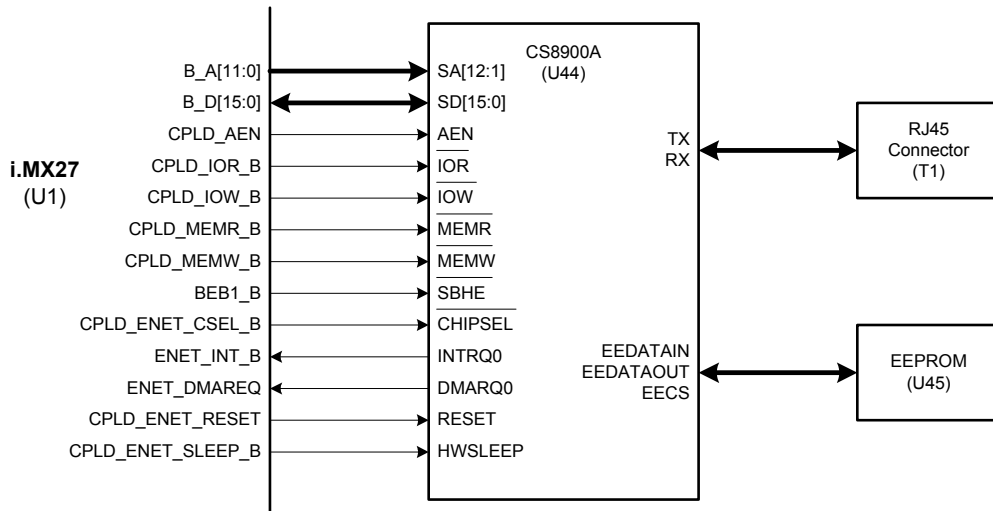 i.MX27
(U1)
B_A[11:0]
B_D[15:0]
CPLD_AEN
CPLD_IOR_B
CPLD_IOW_B
CPLD_MEMR_B
CPLD_MEMW_B
BEB1_B
CPLD_ENET_CSEL_B
ENET_INT_B
ENET_DMAREQ
CPLD_ENET_RESET
CPLD_ENET_SLEEP_B
CS8900A
(U44)
SA[12:1]
SD[15:0]
AEN
IOR
IOW
MEMR
MEMW
SBHE
CHIPSEL
INTRQ0
DMARQ0
RESET
HWSLEEP
TX
RX
EEDATAIN
EEDATAOUT
EECS
RJ45
Connector
(T1)
EEPROM
(U45)